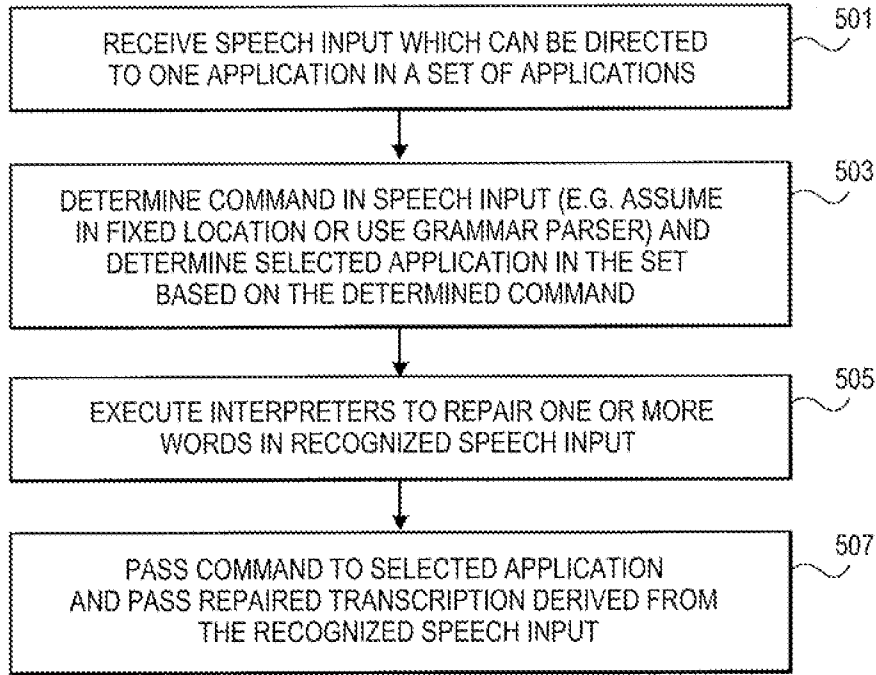 RECEIVE SPEECH INPUT WHICH CAN BE DIRECTED
TO ONE APPLICATION IN A SET OF APPLICATIONS
501
DETERMINE COMMAND IN SPEECH INPUT (E.G. ASSUME
IN FIXED LOCATION OR USE GRAMMAR PARSER) AND
DETERMINE SELECTED APPLICATION IN THE SET
BASED ON THE DETERMINED COMMAND
503
EXECUTE INTERPRETERS TO REPAIR ONE OR MORE
WORDS IN RECOGNIZED SPEECH INPUT
505
PASS COMMAND TO SELECTED APPLICATION
AND PASS REPAIRED TRANSCRIPTION DERIVED FROM
THE RECOGNIZED SPEECH INPUT
507